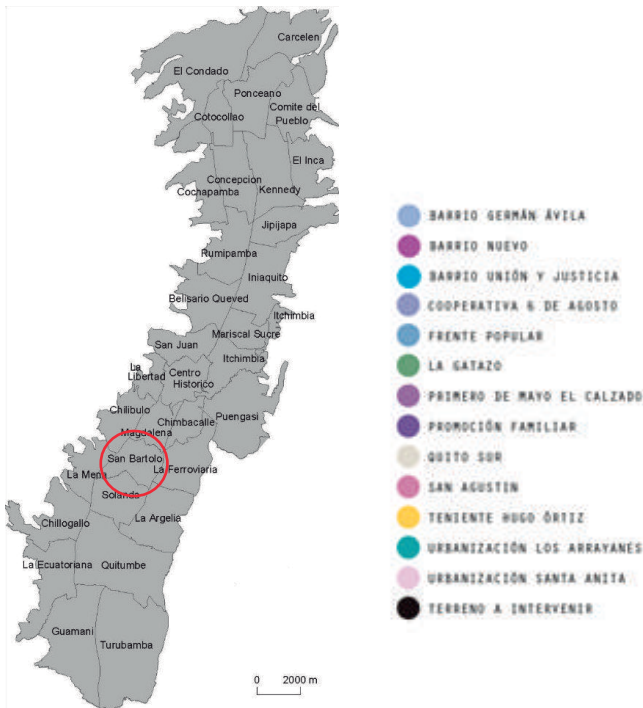 Carcelen
El Condado
Ponceano
Comite del
Pueblo
Cotocollao
El Inca
Concepción
Cochapamba
Kennedy
Jipijapa
Rumipamba
Iniaquito
Belisario Queved
Itchimbia
Mariscal Sucre
San Juan
Itchimbia
La
Libertad
Centro
Historico
Chilibulo
Puengasi
Chimbacalle
Magdalena
San Bartolo
La Mena
La Ferroviaria
Solanda
Chillogallo
La Argelia
La Ecuatoriana
Quitumbe
Guamani
Turubamba
0 2000 m
BARRIO GERMÁN ÁVILA
BARRIO NUEVO
BARRIO UNIÓN Y JUSTICIA
COOPERATIVA 6 DE AGOSTO
FRENTE POPULAR
LA GATAZO
PRIMERO DE MAYO EL CALZADO
PROMOCIÓN FAMILIAR
QUITO SUR
SAN AGUSTIN
TENIENTE HUGO ÓRTIZ
URBANIZACIÓN LOS ARRAYANES
URBANIZACIÓN SANTA ANITA
TERRENO A INTERVENIR